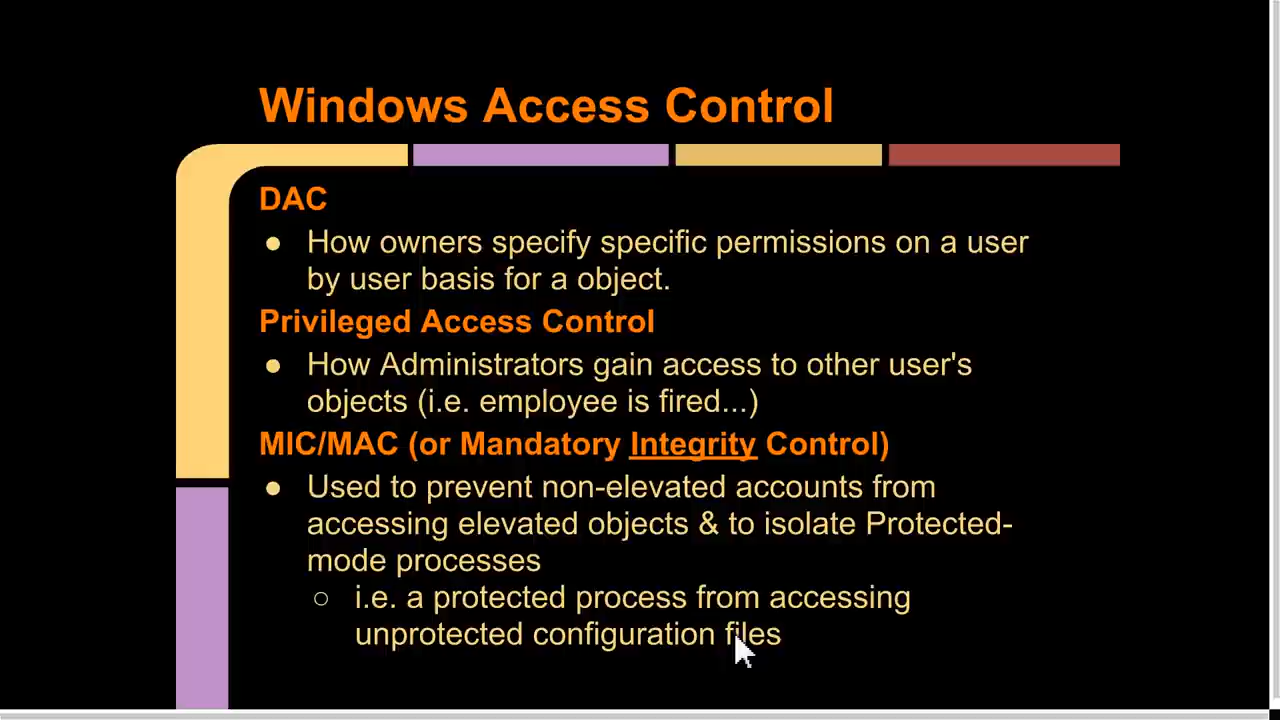 Windows Access Control
DAC
● How owners specify specific permissions on a user
by user basis for a object.
Privileged Access Control
● How Administrators gain access to other user's
objects (i.e. employee is fired...)
MIC/MAC (or Mandatory Integrity Control)
● Used to prevent non-elevated accounts from
accessing elevated objects & to isolate Protected-
mode processes
○ i.e. a protected process from accessing
unprotected configuration files